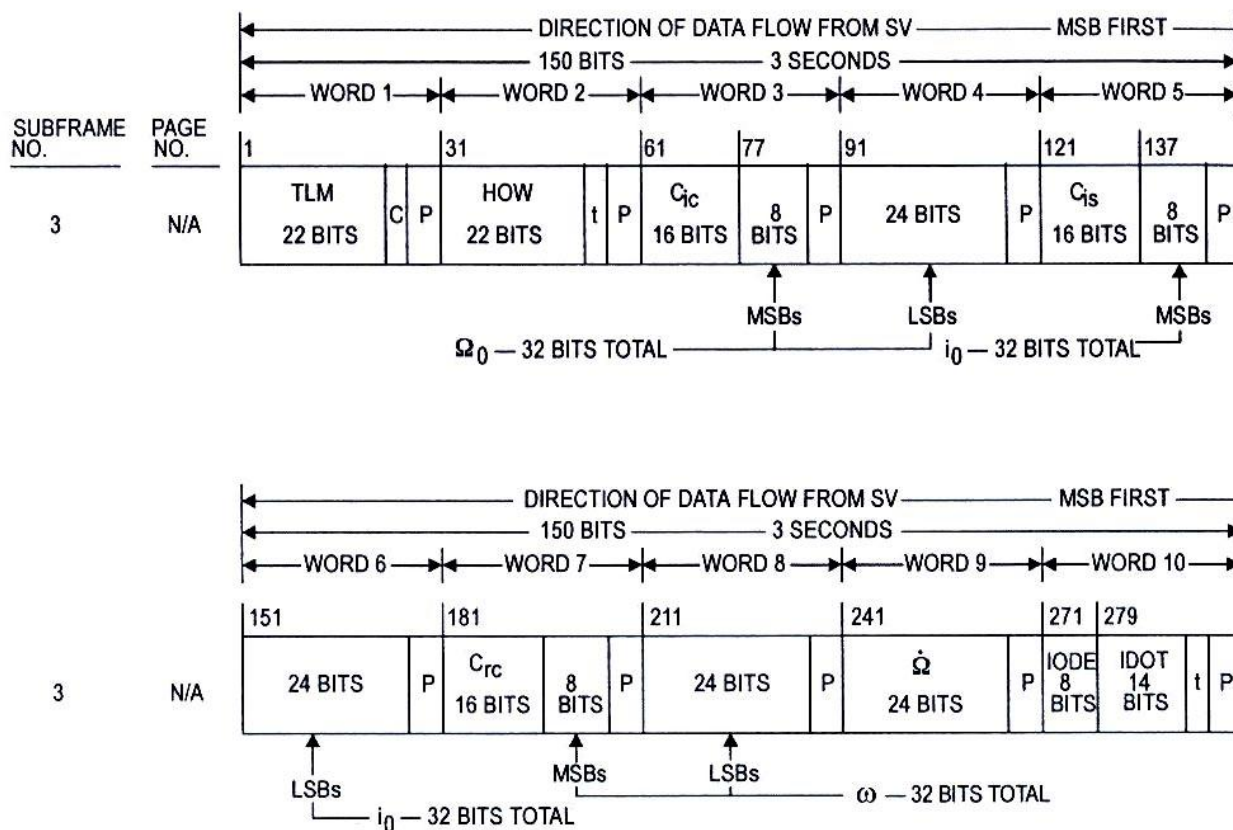 DIRECTION OF DATA FLOW FROM SV MSB FIRST
150 BITS 3 SECONDS
WORD 1 WORD 2 WORD 3 WORD 4 WORD 5
SUBFRAME NO. PAGE NO. 1 31 61 77 91 121 137
3 N/A TLM 22 BITS C P HOW 22 BITS t P Cic 16 BITS 8 BITS P 24 BITS P Cis 16 BITS 8 BITS P
MSBs LSBs MSBs
Ω0 — 32 BITS TOTAL i0 — 32 BITS TOTAL
DIRECTION OF DATA FLOW FROM SV MSB FIRST
150 BITS 3 SECONDS
WORD 6 WORD 7 WORD 8 WORD 9 WORD 10
151 181 211 241 271 279
3 N/A 24 BITS P Crc 16 BITS 8 BITS P 24 BITS P Ω̇ 24 BITS P IODE 8 BITS IDOT 14 BITS t P
LSBs MSBs LSBs
i0 — 32 BITS TOTAL ω — 32 BITS TOTAL